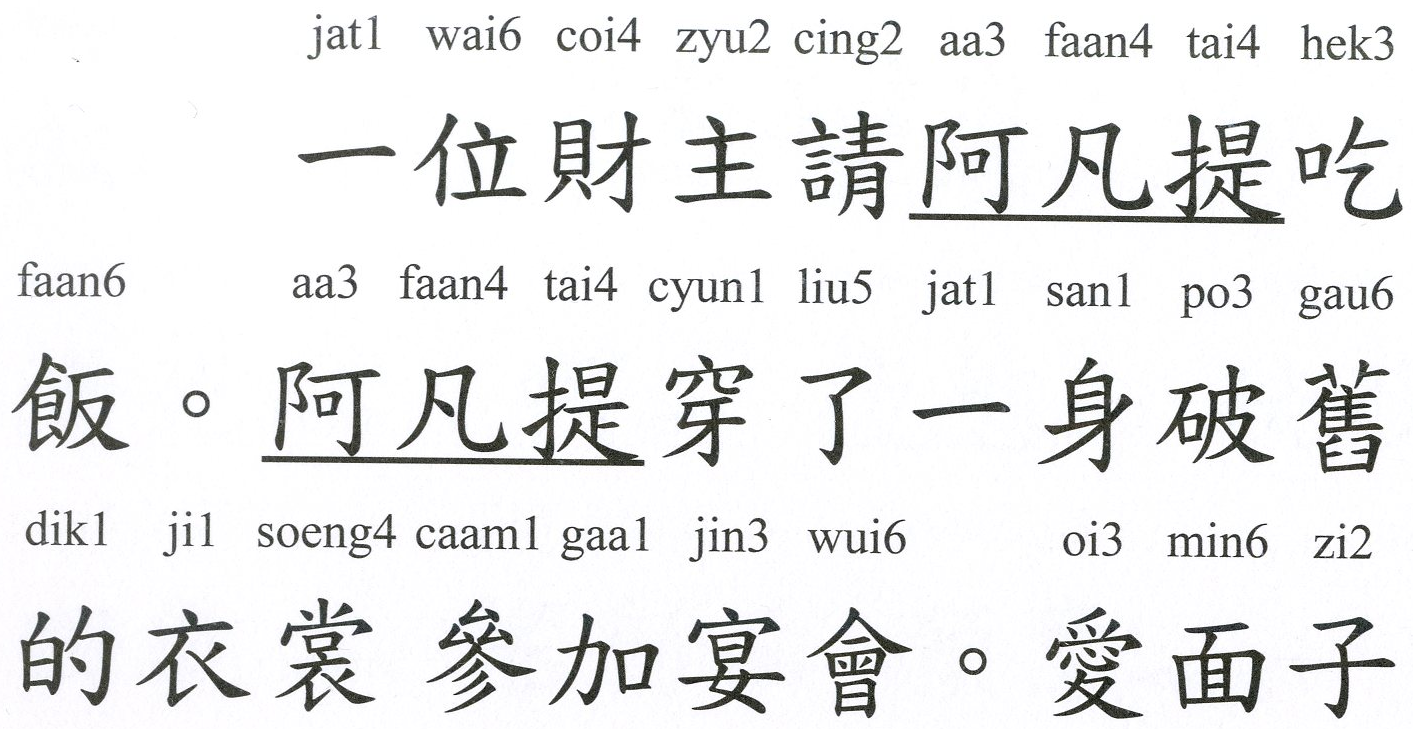 jat1 wai6 coi4 zyu2 cing2 aa3 faan4 tai4 hek3
一位財主請阿凡提吃
faan6 aa3 faan4 tai4 cyun1 liu5 jat1 san1 po3 gau6
飯。阿凡提穿了一身破舊
dik1 ji1 soeng4 caam1 gaa1 jin3 wui6 oi3 min6 zi2
的衣裳參加宴會。愛面子